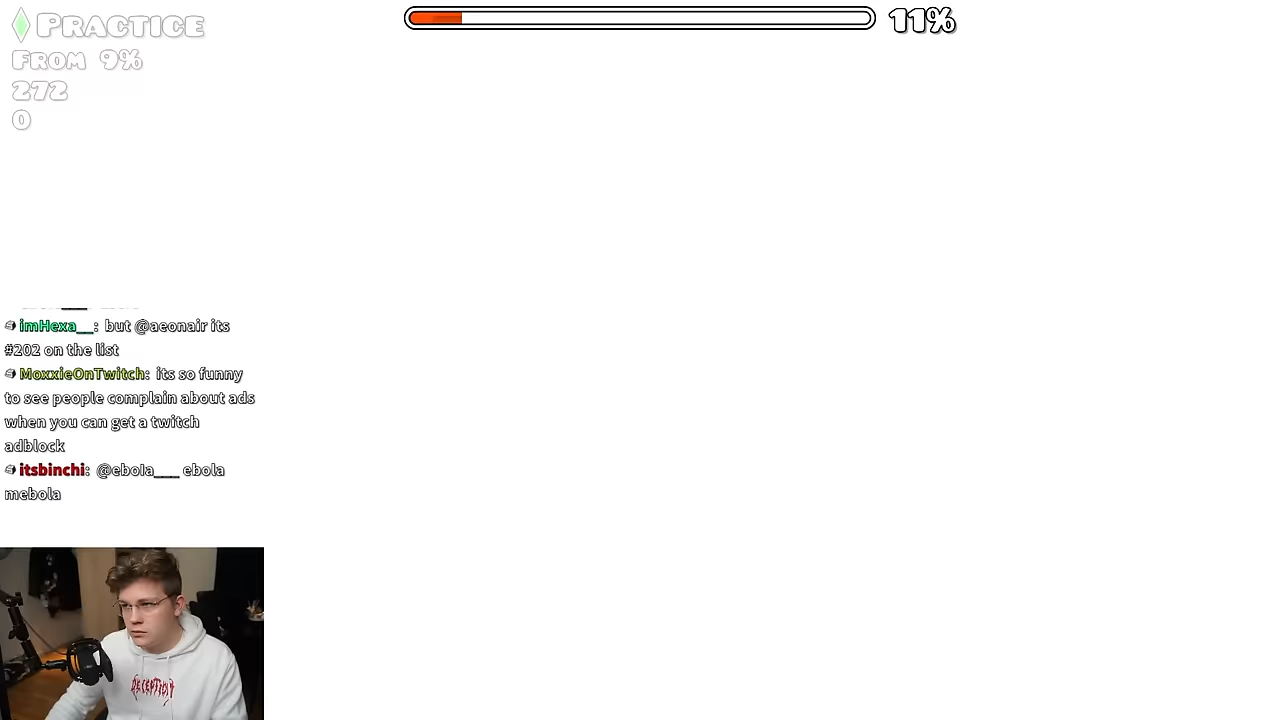 Practice
11%
From 9%
272
0
imHexa__: but @aeonair its
#202 on the list
MoxxieOnTwitch: its so funny
to see people complain about ads
when you can get a twitch
adblock
itsbinchi: @ebola___ ebola
mebola
DECEPTION